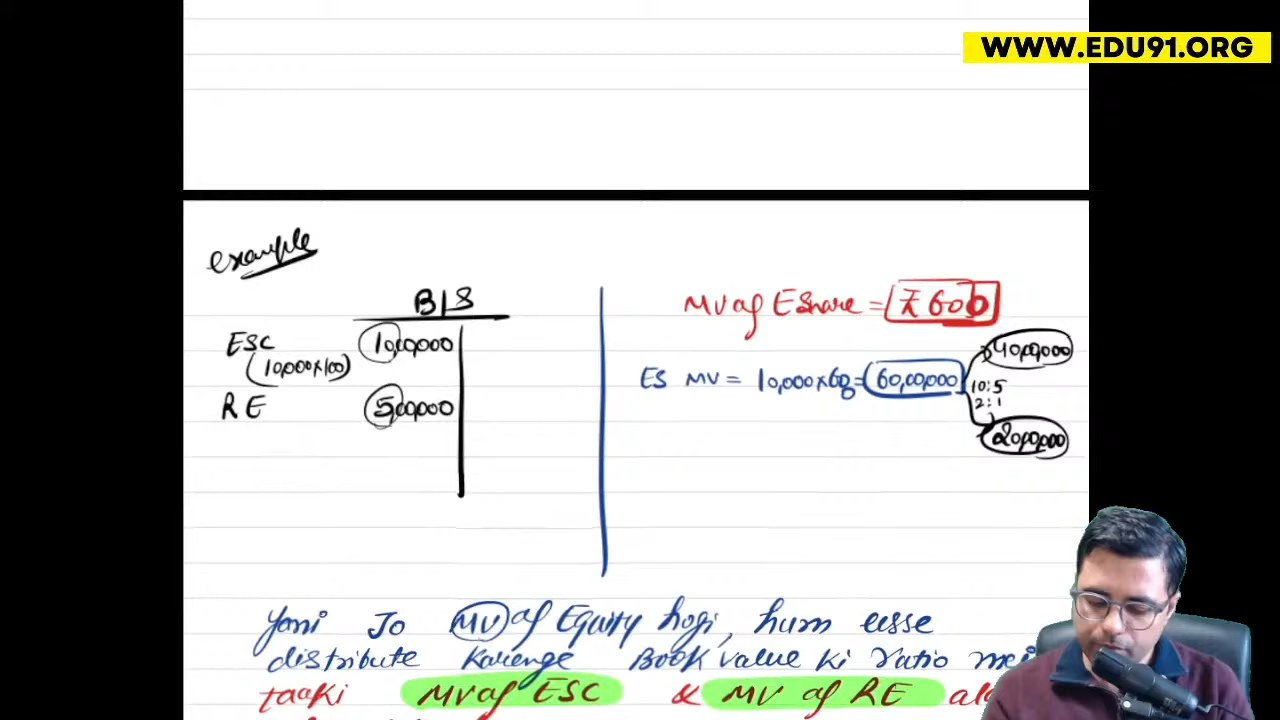 WWW.EDU91.ORG
example
B|S
ESC 10,00,000
(10,000×100)
RE 5,00,000
MV of EShare = ₹600
ES MV = 10,000×600= 60,00,000
40,00,000
10:5
2:1
20,00,000
Yani Jo MV of Equity hogi, hum usse
distribute Karenge Book value ki ratio mei
taaki MV of ESC & MV of RE